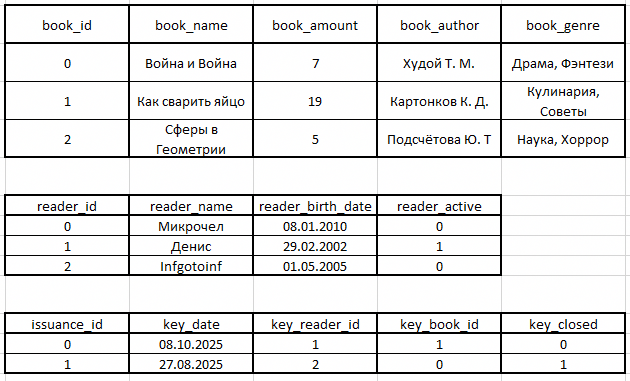 book_id book_name book_amount book_author book_genre
0 Война и Война 7 Худой Т. М. Драма, Фэнтези
1 Как сварить яйцо 19 Картонков К. Д. Кулинария,
Советы
2 Сферы в
Геометрии 5 Подсчётова Ю. Т Наука, Хоррор
reader_id reader_name reader_birth_date reader_active
0 Микрочел 08.01.2010 0
1 Денис 29.02.2002 1
2 Infgotoinf 01.05.2005 0
issuance_id key_date key_reader_id key_book_id key_closed
0 08.10.2025 1 1 0
1 27.08.2025 2 0 1